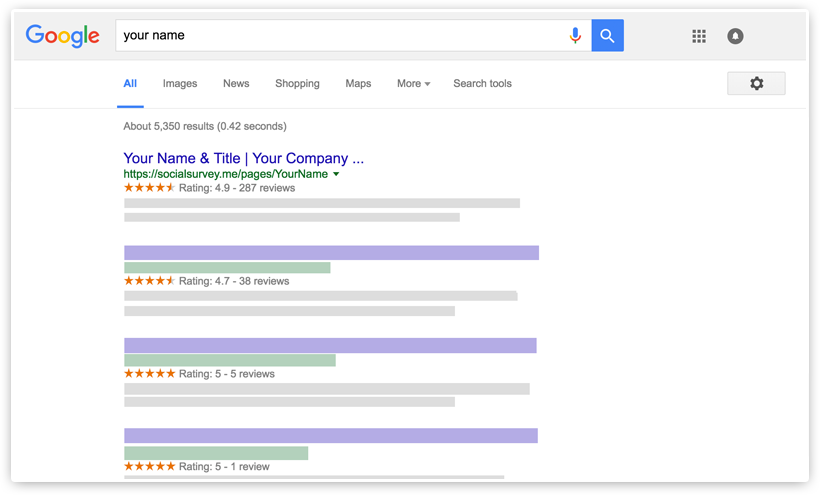 Google your name
All Images News Shopping Maps More Search tools
About 5,350 results (0.42 seconds)
Your Name & Title | Your Company ...
https://socialsurvey.me/pages/YourName
Rating: 4.9 - 287 reviews
Rating: 4.7 - 38 reviews
Rating: 5 - 5 reviews
Rating: 5 - 1 review